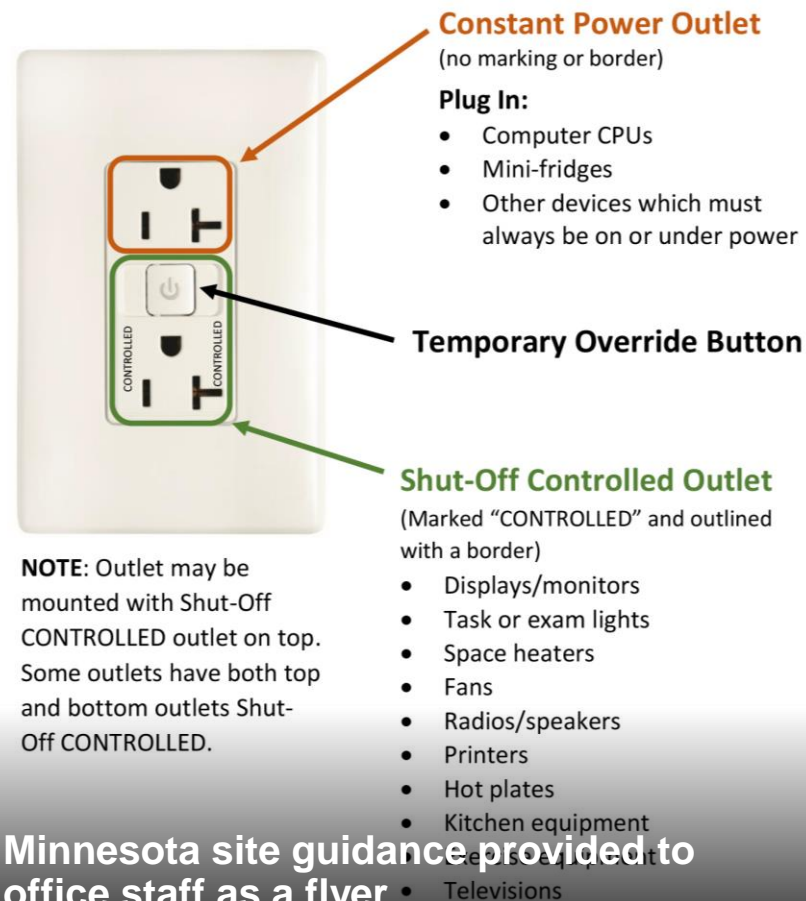 Constant Power Outlet
(no marking or border)
Plug In:
• Computer CPUs
• Mini-fridges
• Other devices which must
always be on or under power
CONTROLLED
CONTROLLED
Temporary Override Button
Shut-Off Controlled Outlet
(Marked “CONTROLLED” and outlined
with a border)
• Displays/monitors
• Task or exam lights
• Space heaters
• Fans
• Radios/speakers
• Printers
• Hot plates
• Kitchen equipment
• Exercise equipment
• Televisions
NOTE: Outlet may be
mounted with Shut-Off
CONTROLLED outlet on top.
Some outlets have both top
and bottom outlets Shut-
Off CONTROLLED.
Minnesota site guidance provided to
office staff as a flyer